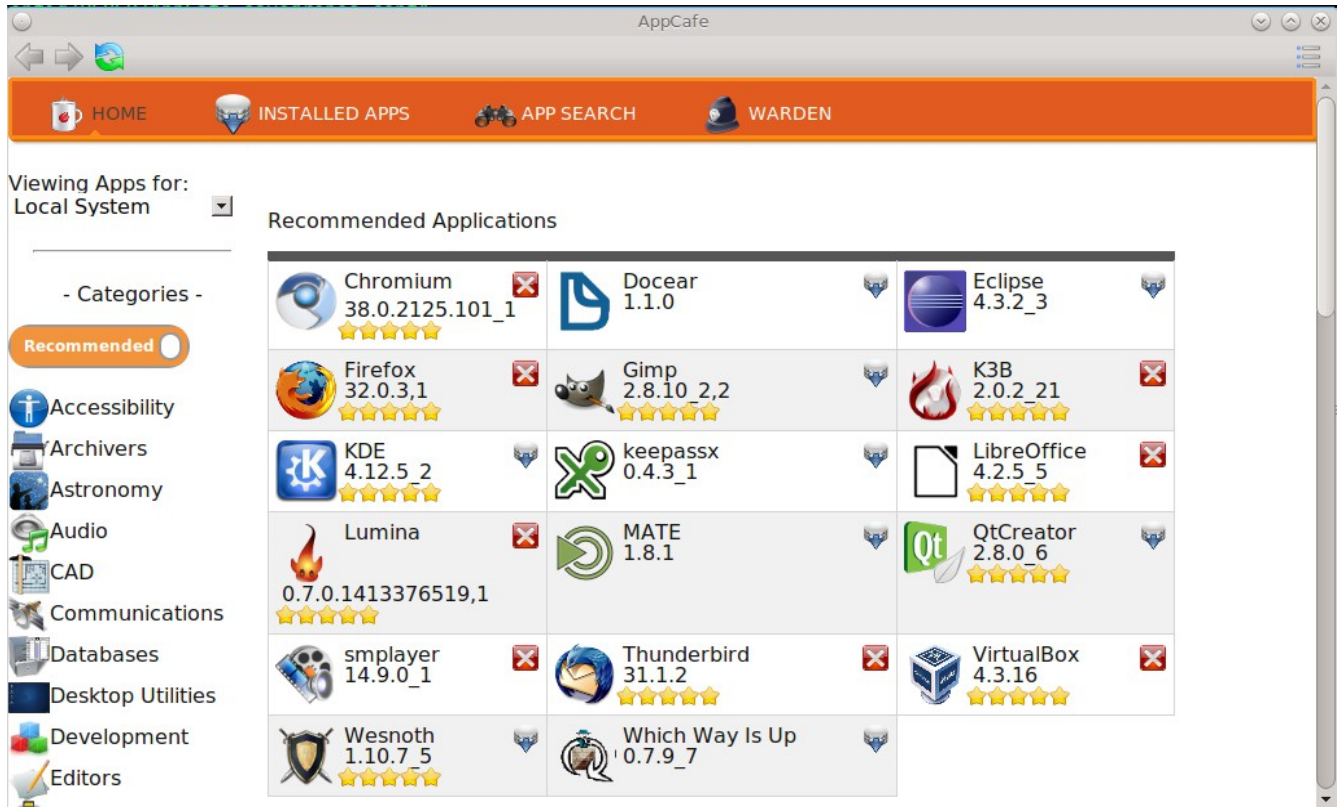 AppCafe
HOME
INSTALLED APPS
APP SEARCH
WARDEN
Viewing Apps for:
Local System
- Categories -
Recommended
Accessibility
Archivers
Astronomy
Audio
CAD
Communications
Databases
Desktop Utilities
Development
Editors
Recommended Applications
Chromium
38.0.2125.101_1
Docear
1.1.0
Eclipse
4.3.2_3
Firefox
32.0.3,1
Gimp
2.8.10_2,2
K3B
2.0.2_21
KDE
4.12.5_2
keepassx
0.4.3_1
LibreOffice
4.2.5_5
Lumina
0.7.0.1413376519,1
MATE
1.8.1
QtCreator
2.8.0_6
smplayer
14.9.0_1
Thunderbird
31.1.2
VirtualBox
4.3.16
Wesnoth
1.10.7_5
Which Way Is Up
0.7.9_7